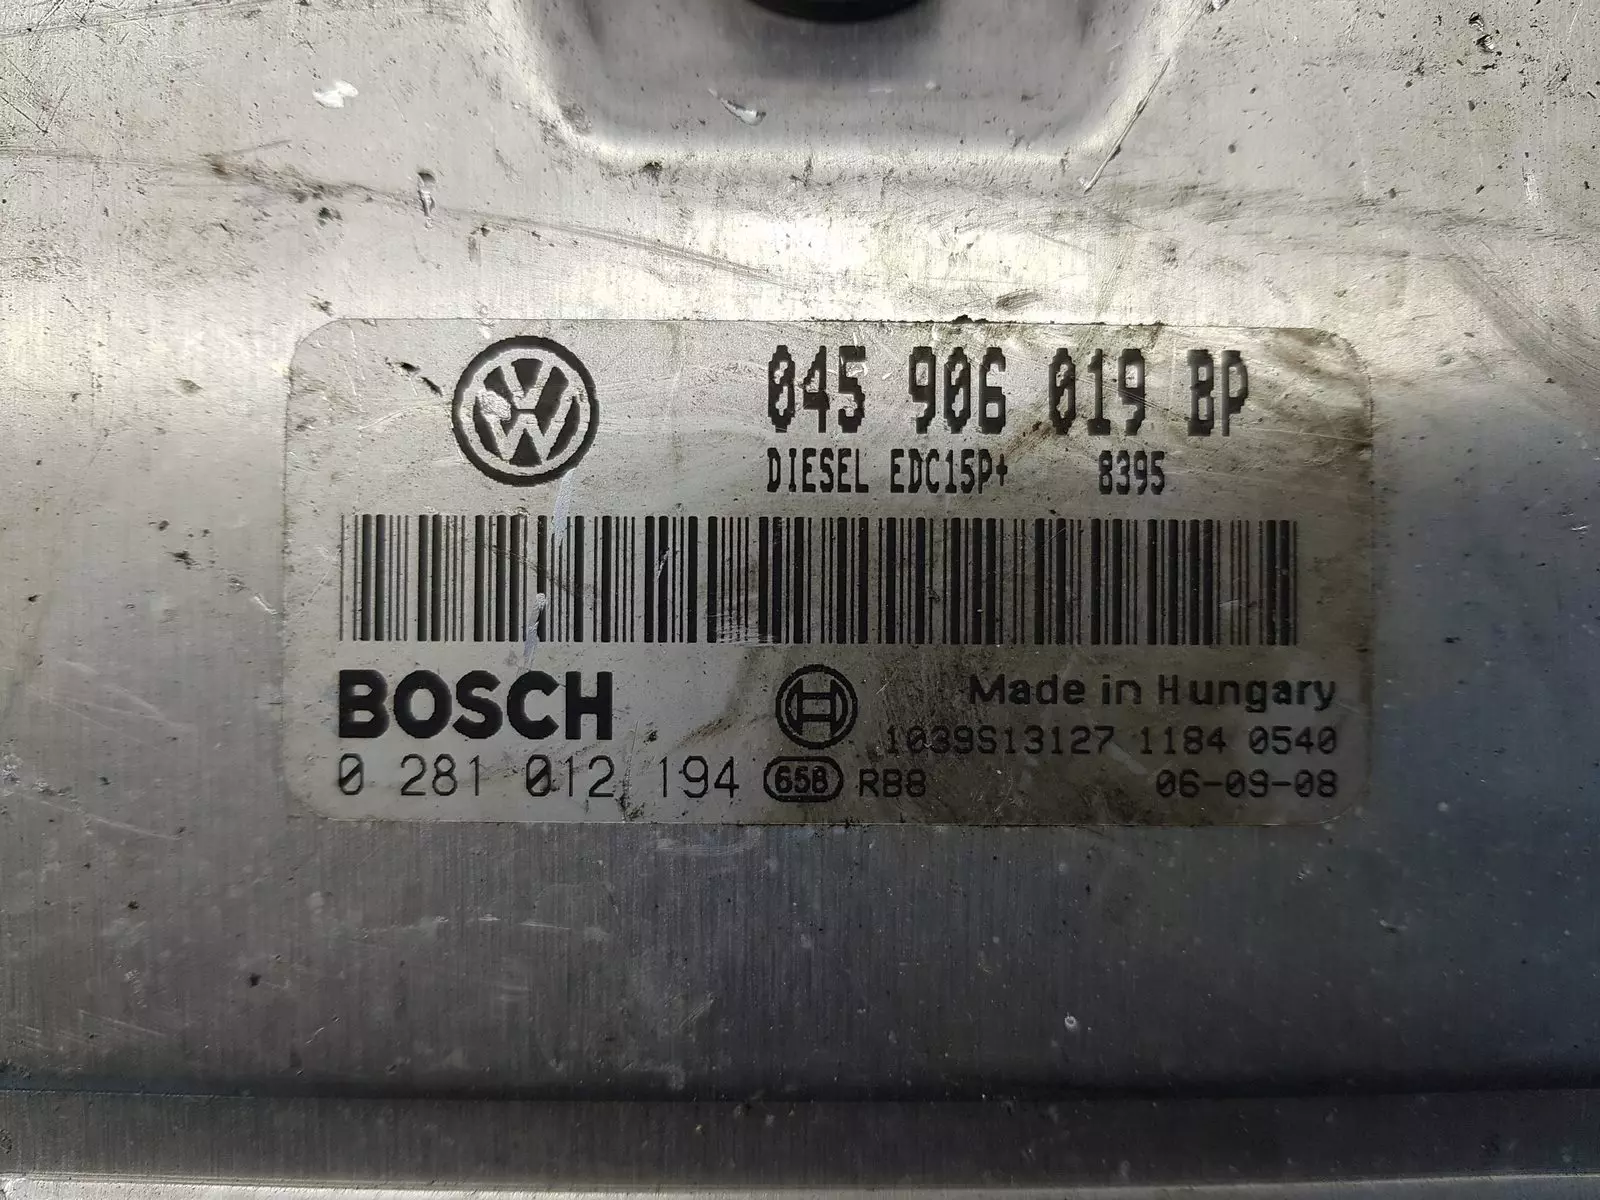 045 906 019 BP
DIESEL EDC15P+ 8395
BOSCH
Made in Hungary
1039S13127 1184 0540
0 281 012 194 658 RB8 06-09-08